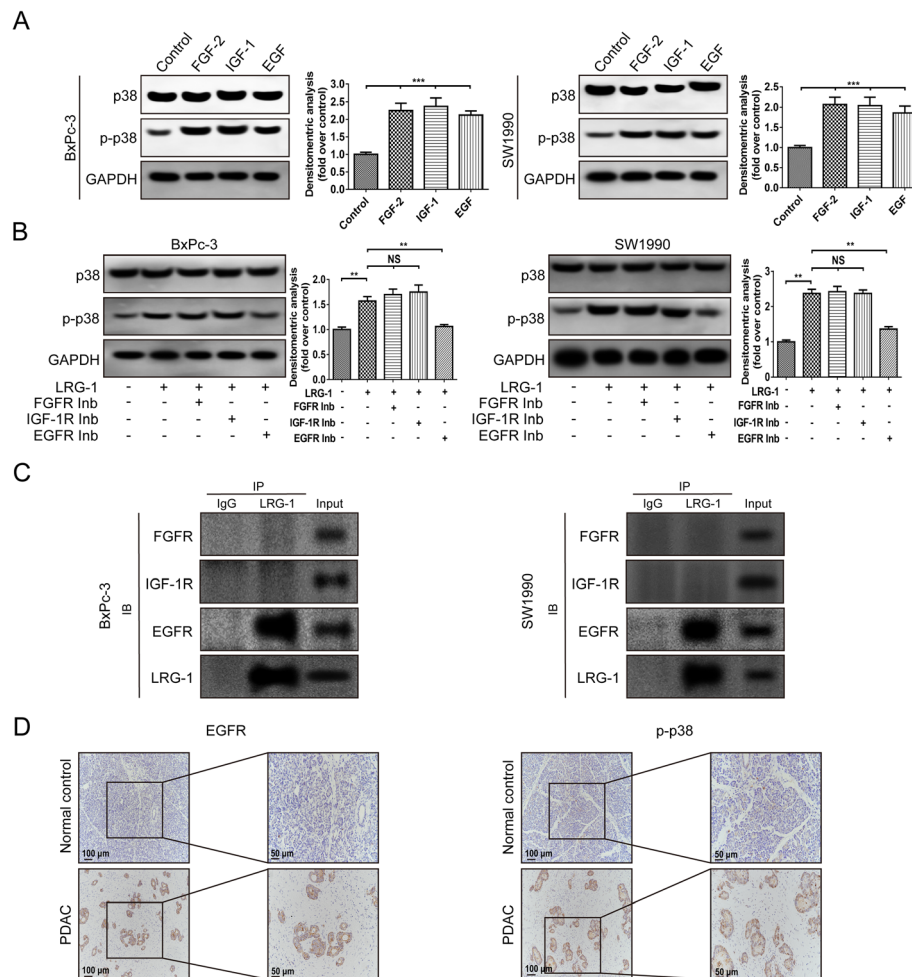 A
Control FGF-2 IGF-1 EGF
BxPc-3
p38
p-p38
GAPDH
Densitometric analysis
(fold over control)
3.0
2.5
2.0
1.5
1.0
0.5
0.0
***
Control FGF-2 IGF-1 EGF
Control FGF-2 IGF-1 EGF
SW1990
p38
p-p38
GAPDH
Densitomentric analysis
(fold over control)
2.5
2.0
1.5
1.0
0.5
0.0
***
Control FGF-2 IGF-1 EGF
B
BxPc-3
p38
p-p38
GAPDH
LRG-1 - + + + +
FGFR Inb - - + - -
IGF-1R Inb - - - + -
EGFR Inb - - - - +
Densitometric analysis
(fold over control)
2.0
1.5
1.0
0.5
0.0
**
** NS
LRG-1 - + + + +
FGFR Inb - - + - -
IGF-1R Inb - - - + -
EGFR Inb - - - - +
SW1990
p38
p-p38
GAPDH
LRG-1 - + + + +
FGFR Inb - - + - -
IGF-1R Inb - - - + -
EGFR Inb - - - - +
Densitometric analysis
(fold over control)
3
2
1
0
**
** NS
LRG-1 - + + + +
FGFR Inb - - + - -
IGF-1R Inb - - - + -
EGFR Inb - - - - +
C
IP
IgG LRG-1 Input
BxPc-3
IB
FGFR
IGF-1R
EGFR
LRG-1
IP
IgG LRG-1 Input
SW1990
IB
FGFR
IGF-1R
EGFR
LRG-1
D
EGFR
p-p38
Normal control
100 μm
50 μm
Normal control
100 μm
50 μm
PDAC
100 μm
50 μm
PDAC
100 μm
50 μm